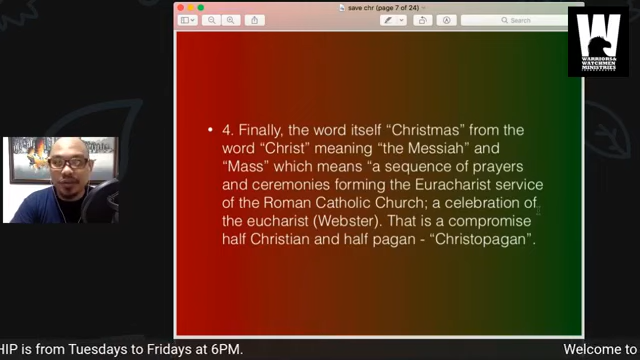 save chr (page 7 of 24)
Search
WARRIORS &
WATCHMEN
MINISTRIES
• 4. Finally, the word itself “Christmas” from the
word “Christ” meaning “the Messiah” and
“Mass” which means “a sequence of prayers
and ceremonies forming the Euracharist service
of the Roman Catholic Church; a celebration of
the eucharist (Webster). That is a compromise
half Christian and half pagan - “Christopagan”.
HIP is from Tuesdays to Fridays at 6PM.
Welcome to